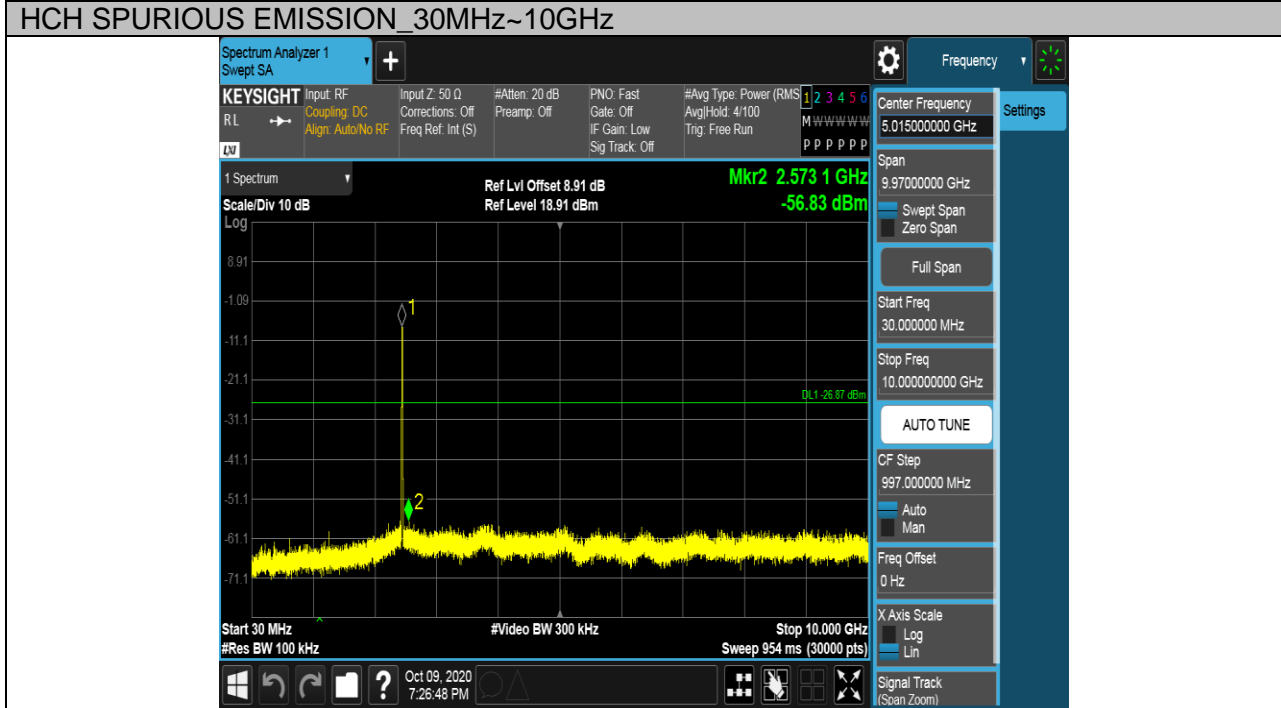 HCH SPURIOUS EMISSION_30MHz~10GHz
Spectrum Analyzer 1
Swept SA
+
Frequency
KEYSIGHT
RL
LXI
Input: RF
Coupling: DC
Align: Auto/No RF
Input Z: 50 Ω
Corrections: Off
Freq Ref: Int (S)
#Atten: 20 dB
Preamp: Off
PNO: Fast
Gate: Off
IF Gain: Low
Sig Track: Off
#Avg Type: Power (RMS
Avg|Hold: 4/100
Trig: Free Run
1 2 3 4 5 6
M W W W W W
P P P P P P
1 Spectrum
Scale/Div 10 dB
Log
Ref Lvl Offset 8.91 dB
Ref Level 18.91 dBm
Mkr2 2.573 1 GHz
-56.83 dBm
8.91
-1.09
-11.1
-21.1
-31.1
-41.1
-51.1
-61.1
-71.1
1
2
DL1 -26.87 dBm
Start 30 MHz
#Res BW 100 kHz
#Video BW 300 kHz
Stop 10.000 GHz
Sweep 954 ms (30000 pts)
Center Frequency
5.015000000 GHz
Settings
Span
9.97000000 GHz
Swept Span
Zero Span
Full Span
Start Freq
30.000000 MHz
Stop Freq
10.000000000 GHz
AUTO TUNE
CF Step
997.000000 MHz
Auto
Man
Freq Offset
0 Hz
X Axis Scale
Log
Lin
Signal Track
(Span Zoom)
?
Oct 09, 2020
7:26:48 PM